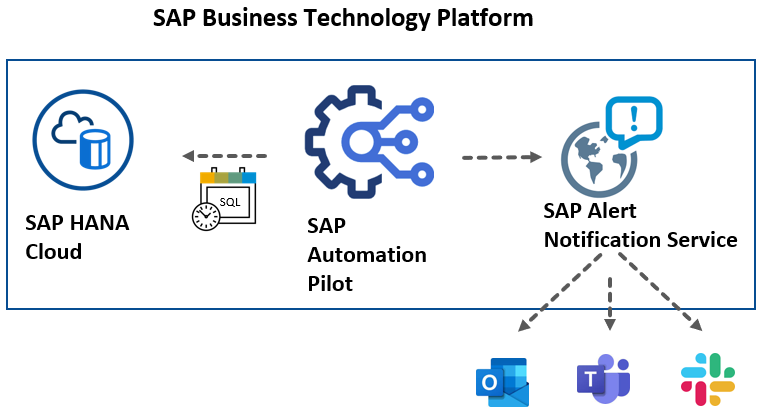 SAP Business Technology Platform
SQL
SAP HANA
Cloud
SAP
Automation
Pilot
SAP Alert
Notification Service
O
T